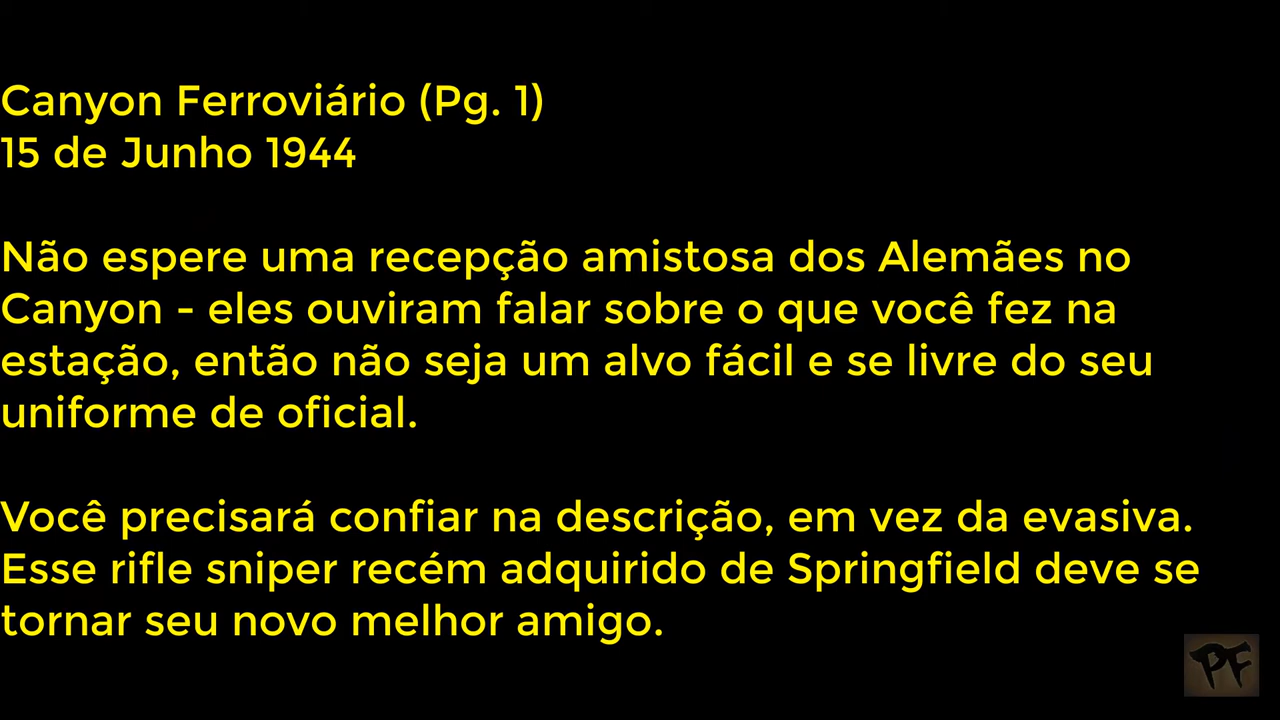 Canyon Ferroviário (Pg. 1)
15 de Junho 1944
Não espere uma recepção amistosa dos Alemães no
Canyon - eles ouviram falar sobre o que você fez na
estação, então não seja um alvo fácil e se livre do seu
uniforme de oficial.
Você precisará confiar na descrição, em vez da evasiva.
Esse rifle sniper recém adquirido de Springfield deve se
tornar seu novo melhor amigo.
PF